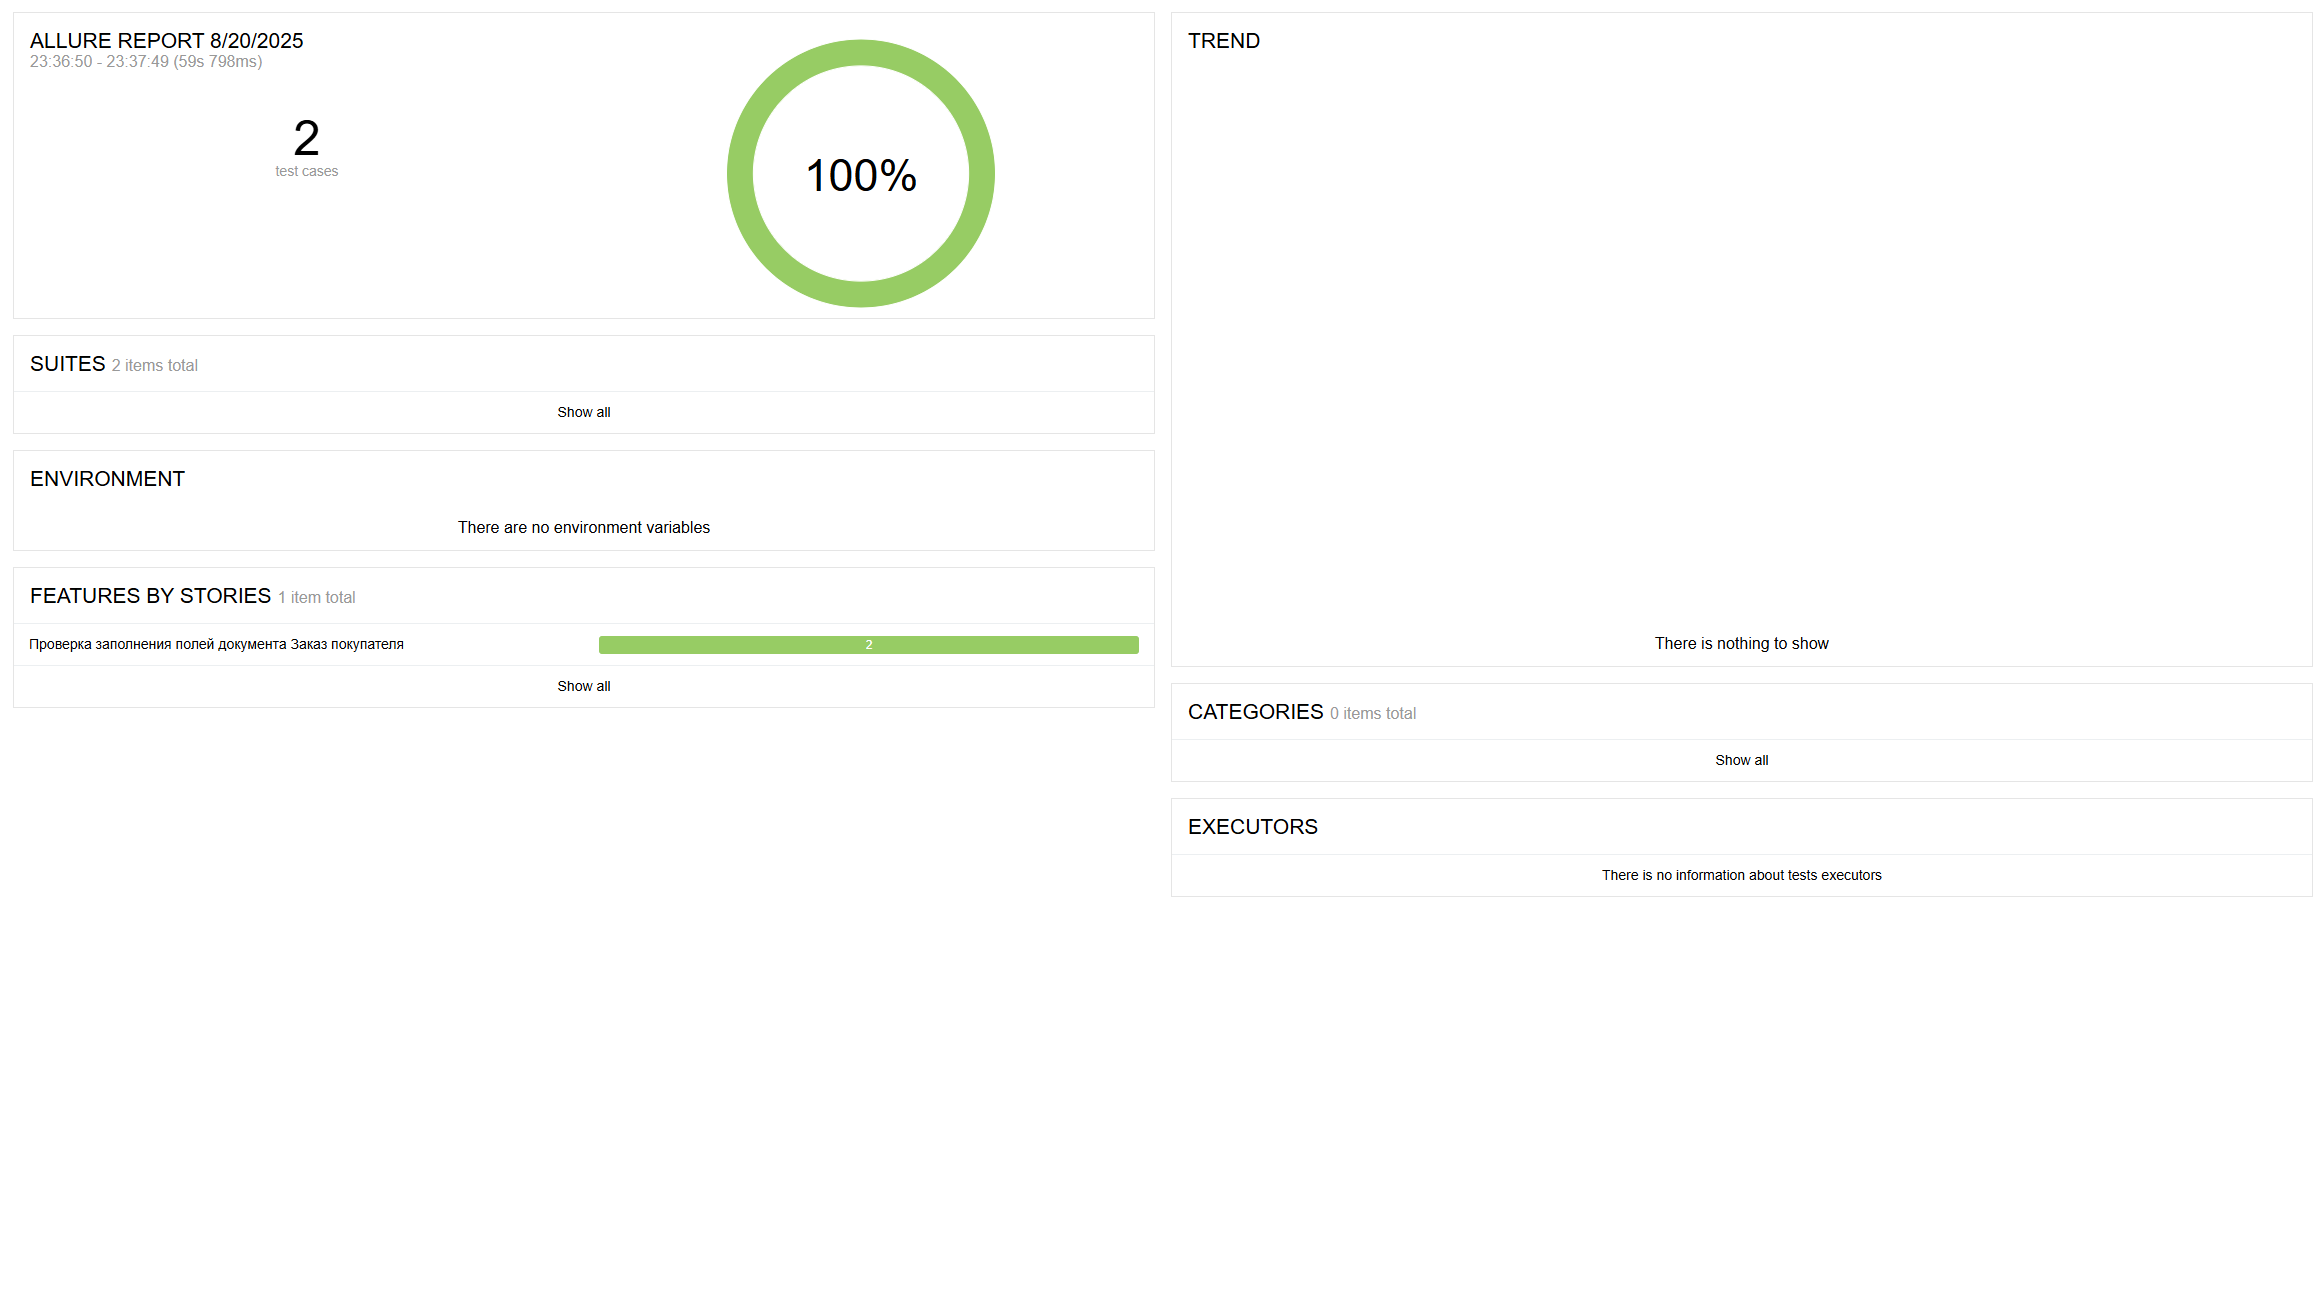 ALLURE REPORT 8/20/2025
23:36:50 - 23:37:49 (59s 798ms)
2
test cases
100%
SUITES 2 items total
Show all
ENVIRONMENT
There are no environment variables
FEATURES BY STORIES 1 item total
Проверка заполнения полей документа Заказ покупателя 2
Show all
TREND
There is nothing to show
CATEGORIES 0 items total
Show all
EXECUTORS
There is no information about tests executors